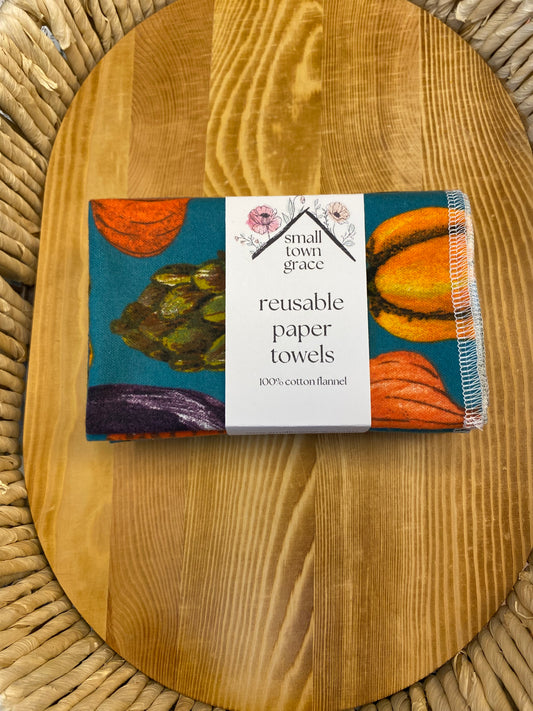 small
town
grace
reusable
paper
towels
100% cotton flannel